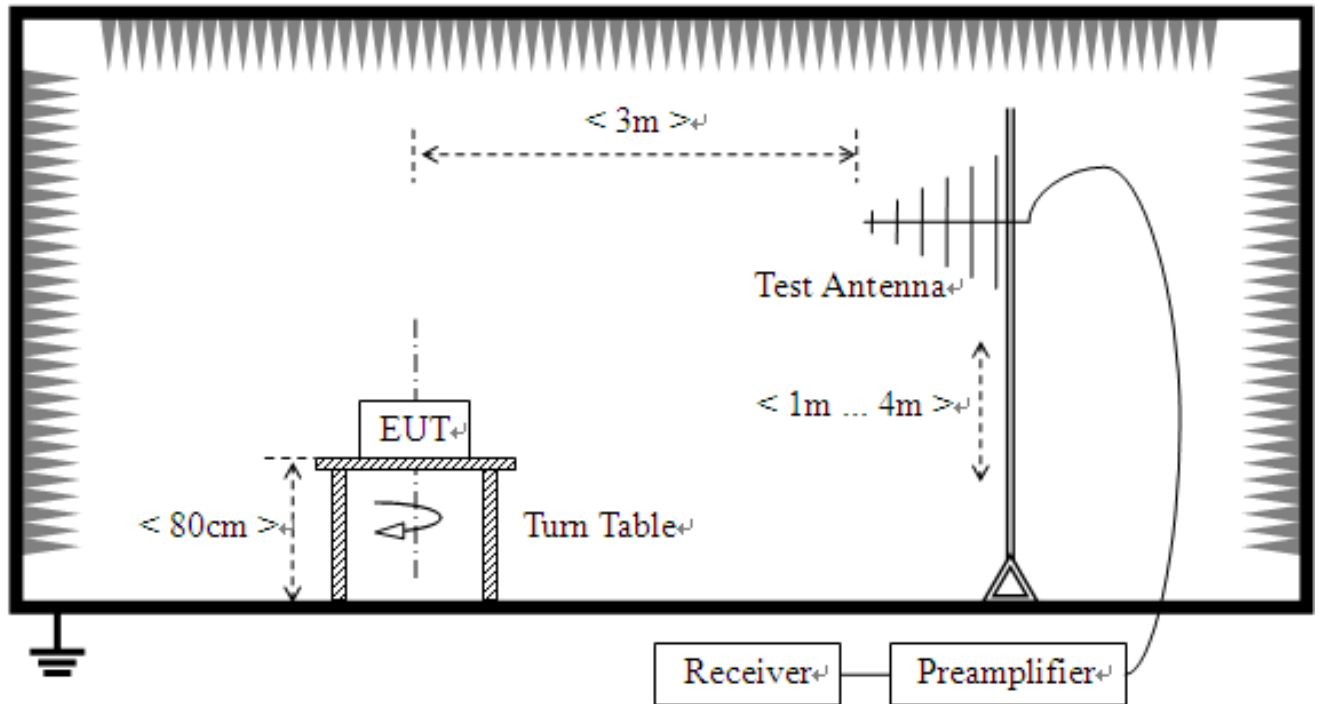 < 3m >↵
Test Antenna↵
< 1m ... 4m >↵
EUT↵
< 80cm >↵
Turn Table↵
Receiver↵
Preamplifier↵